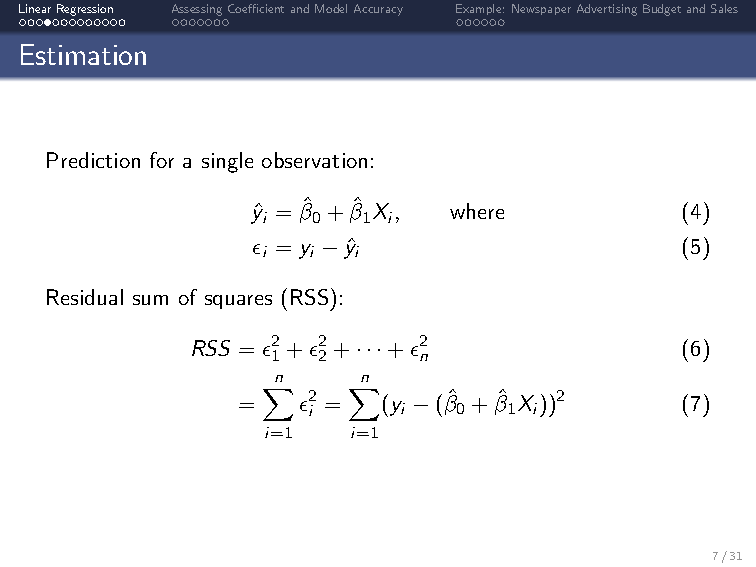 Linear Regression Assessing Coefficient and Model Accuracy Example: Newspaper Advertising Budget and Sales
Estimation
Prediction for a single observation:
ŷᵢ = β̂₀ + β̂₁Xᵢ, where (4)
ϵᵢ = yᵢ − ŷᵢ (5)
Residual sum of squares (RSS):
RSS = ϵ₁² + ϵ₂² + ⋯ + ϵₙ² (6)
= ∑ᵢ₌₁ⁿ ϵᵢ² = ∑ᵢ₌₁ⁿ (yᵢ − (β̂₀ + β̂₁Xᵢ))² (7)
7 / 31